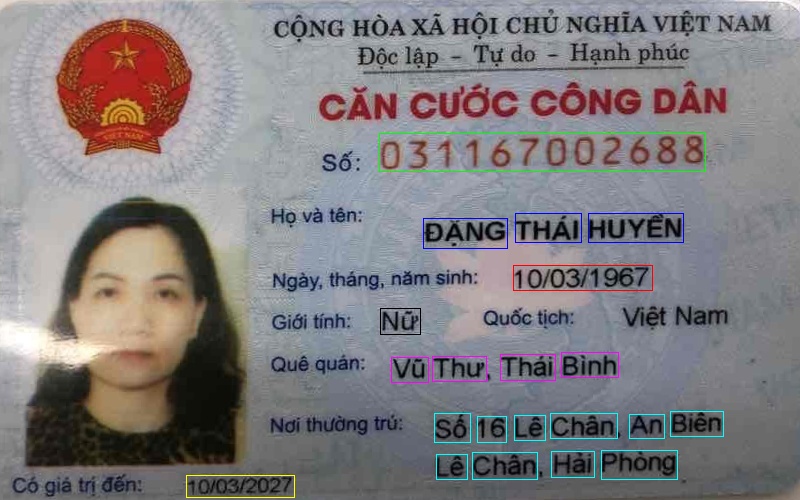 CỘNG HÒA XÃ HỘI CHỦ NGHĨA VIỆT NAM
Độc lập - Tự do - Hạnh phúc
CĂN CƯỚC CÔNG DÂN
Số: 031167002688
Họ và tên: ĐẶNG THÁI HUYỀN
Ngày, tháng, năm sinh: 10/03/1967
Giới tính: Nữ Quốc tịch: Việt Nam
Quê quán: Vũ Thư, Thái Bình
Nơi thường trú: Số 16 Lê Chân, An Biên
Lê Chân, Hải Phòng
Có giá trị đến: 10/03/2027
VIỆT NAM